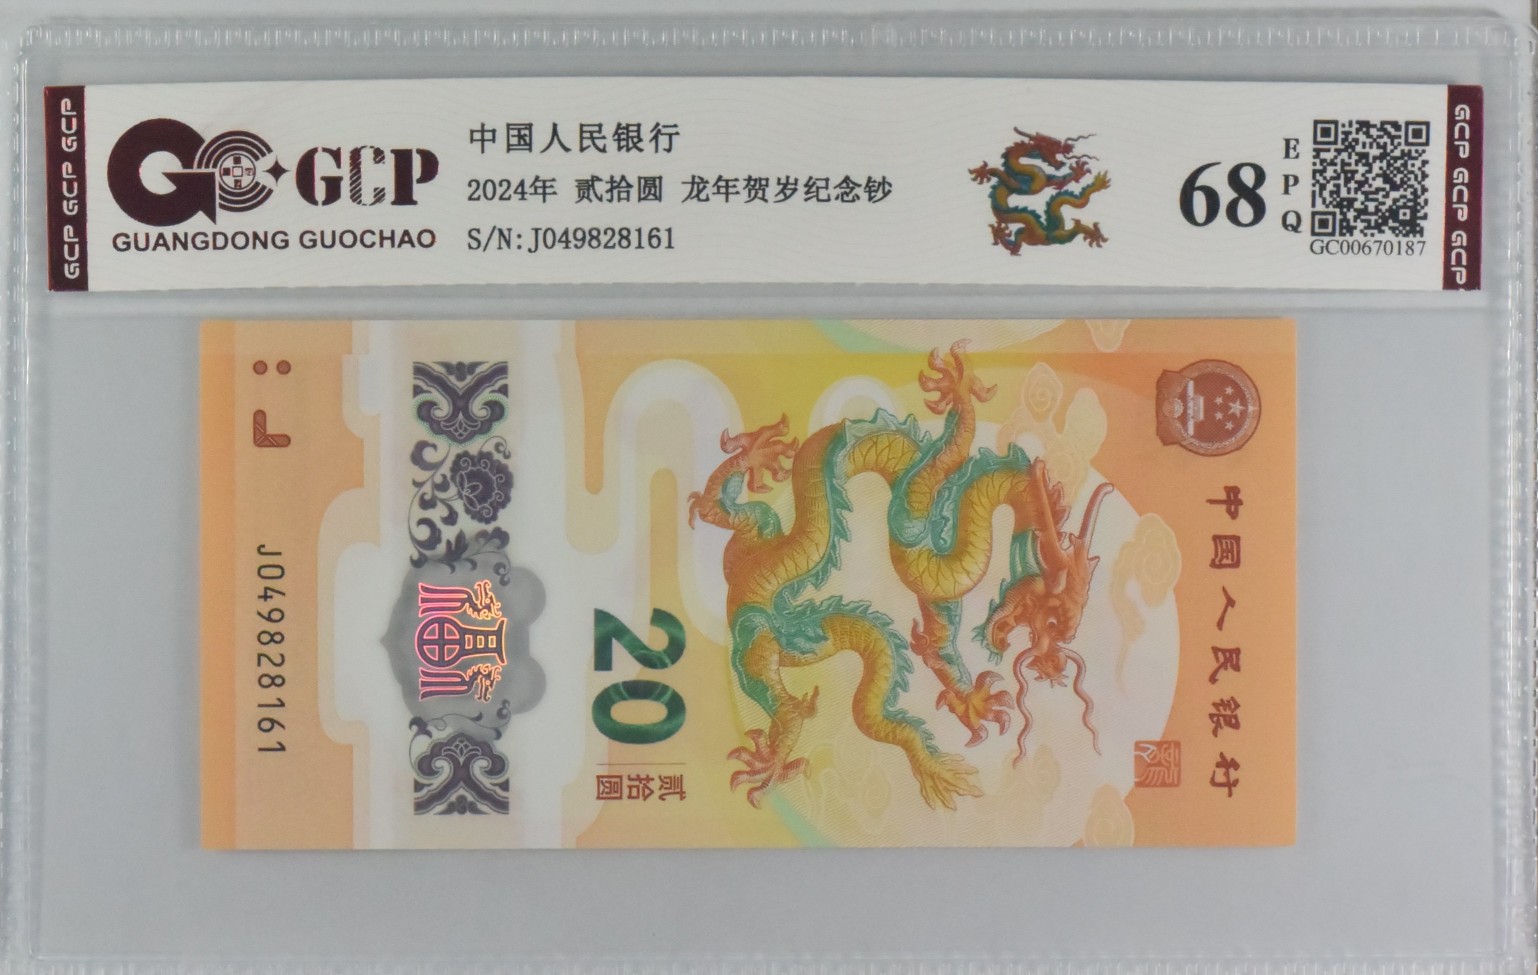 GCP GCP GCP
GCP
GUANGDONG GUOCHAO
中国人民银行
2024年 贰拾圆 龙年贺岁纪念钞
S/N:J049828161
68
EPQ
GC00670187
GCP GCP GCP
中国人民银行
20
贰拾圆
J049828161